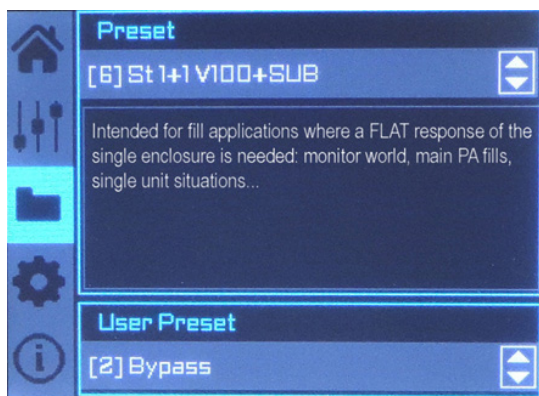 Preset
[6] St 1+1 V100+SUB
Intended for fill applications where a FLAT response of the
single enclosure is needed: monitor world, main PA fills,
single unit situations...
User Preset
[2] Bypass